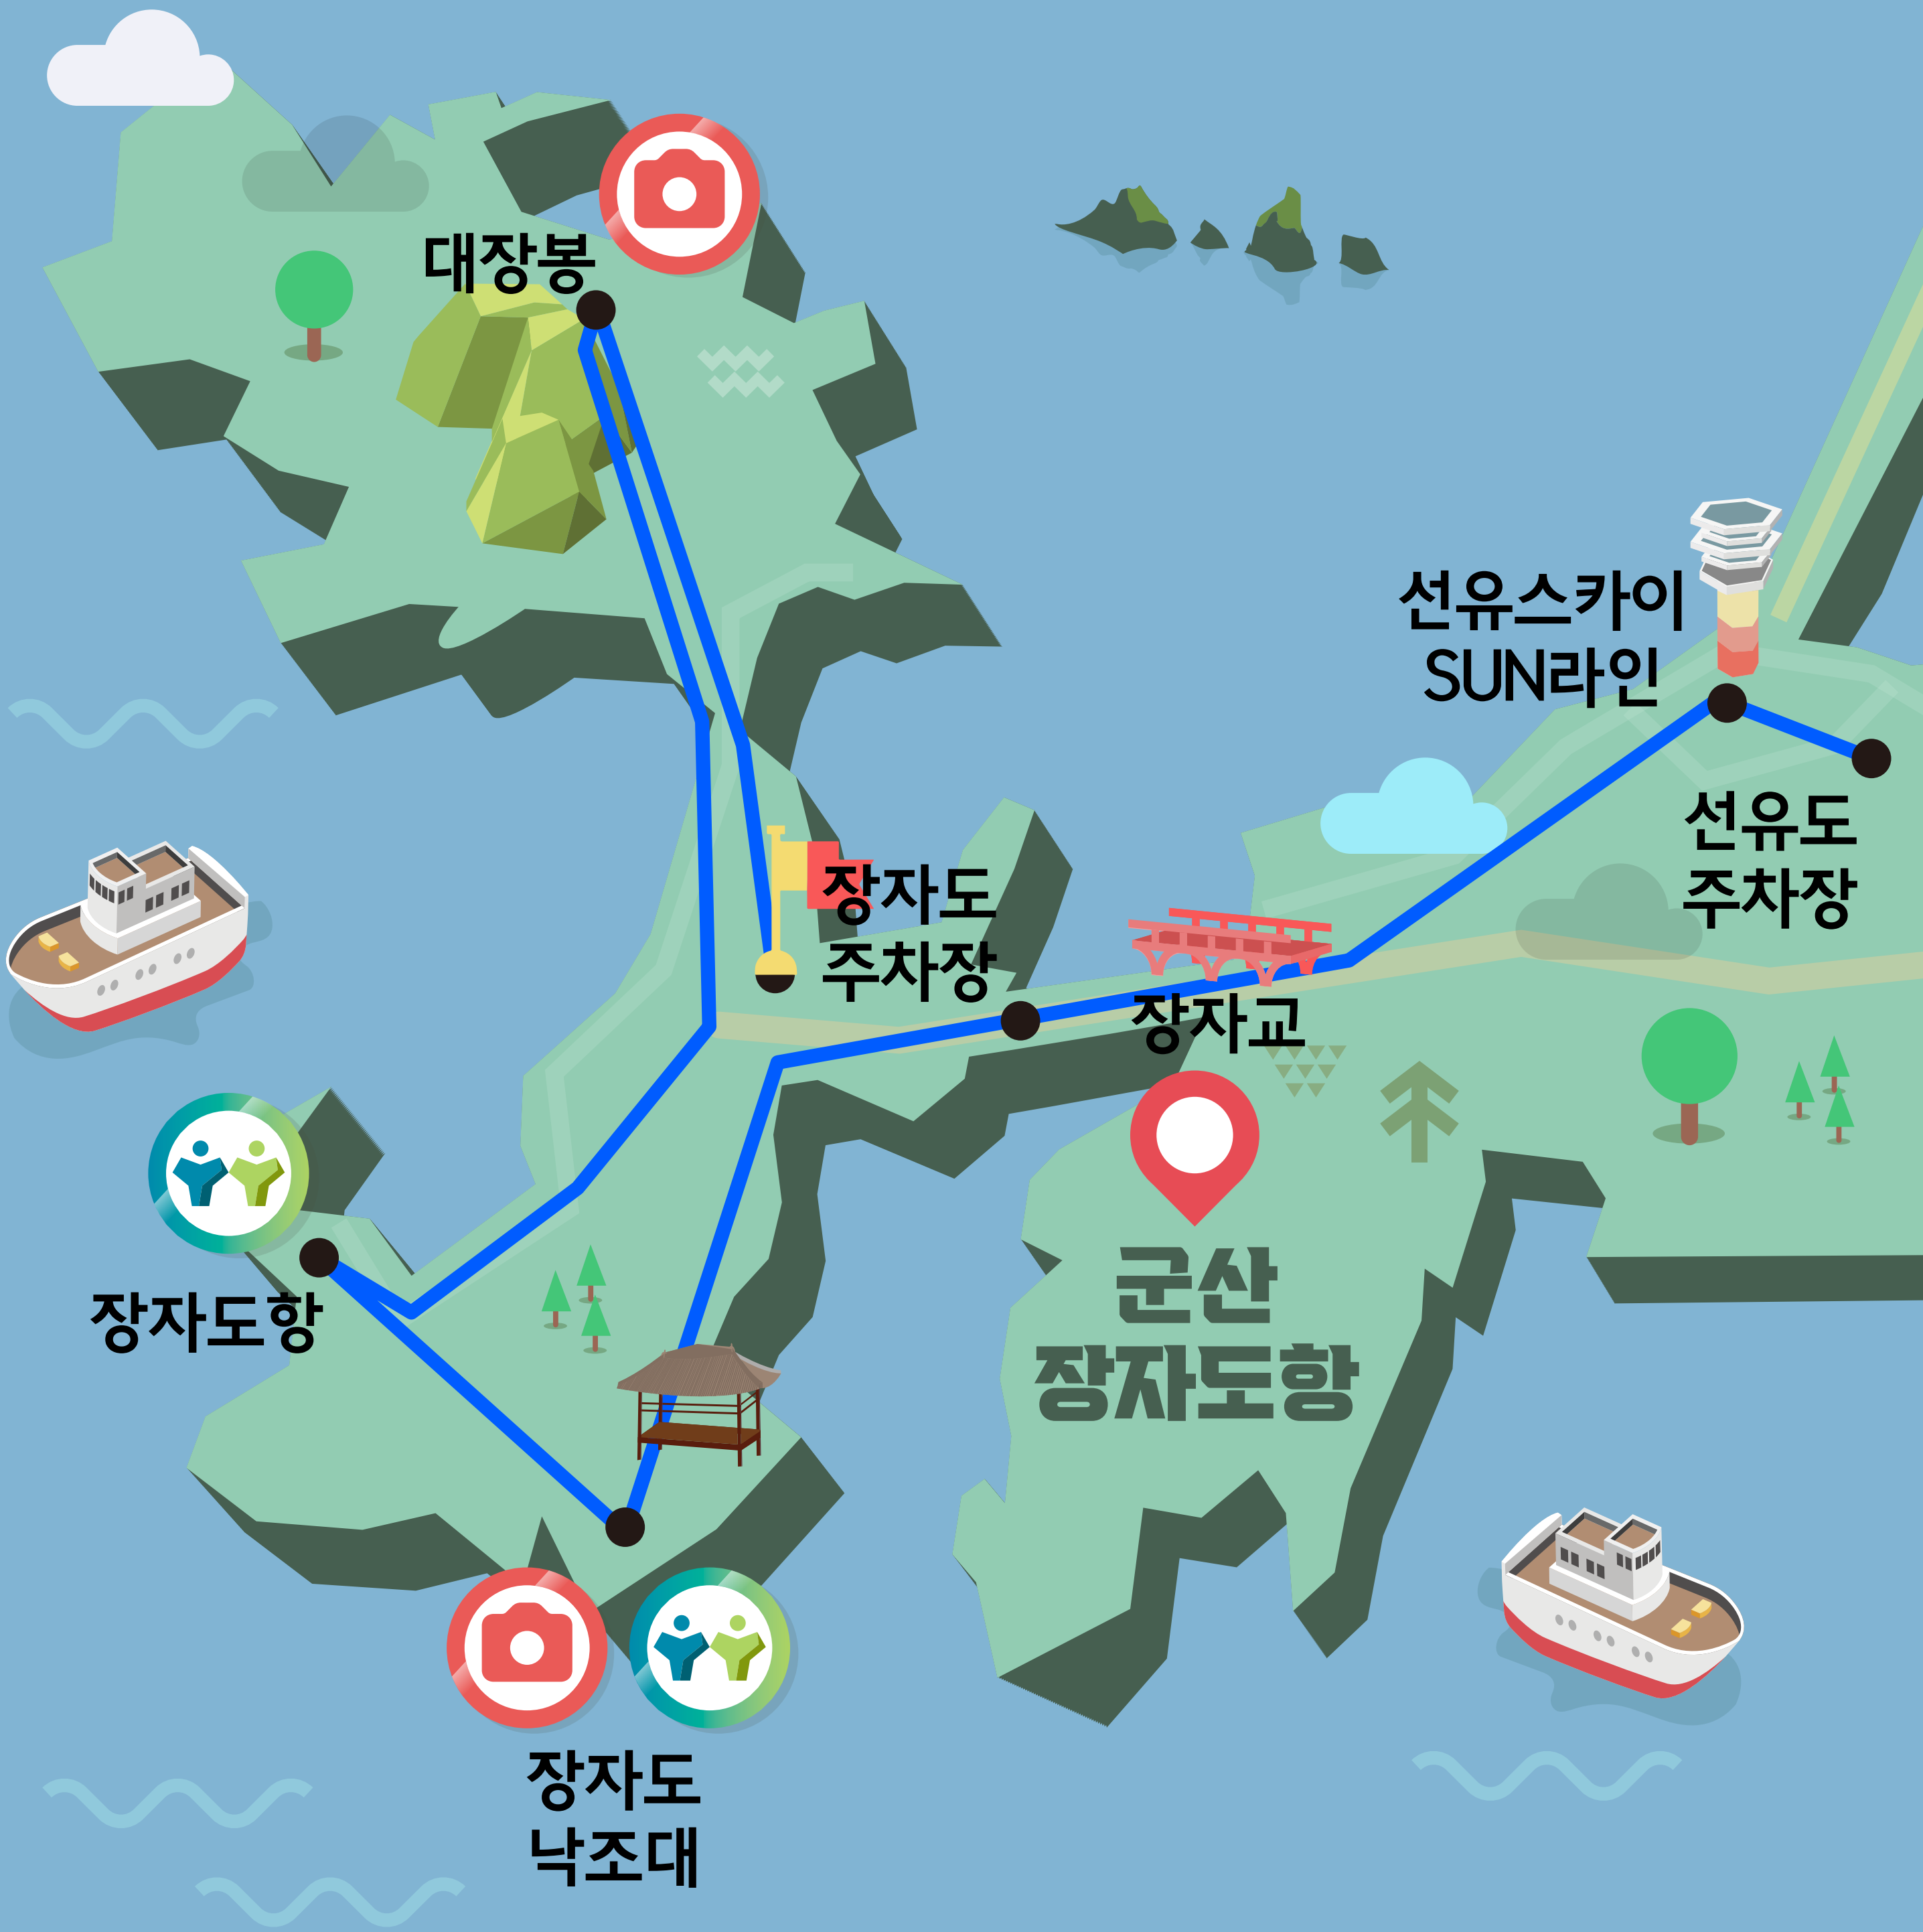 대장봉
선유스카이
SUN라인
선유도
주차장
장자도
주차장
장자교
장자도항
군산
장자도항
장자도
낙조대